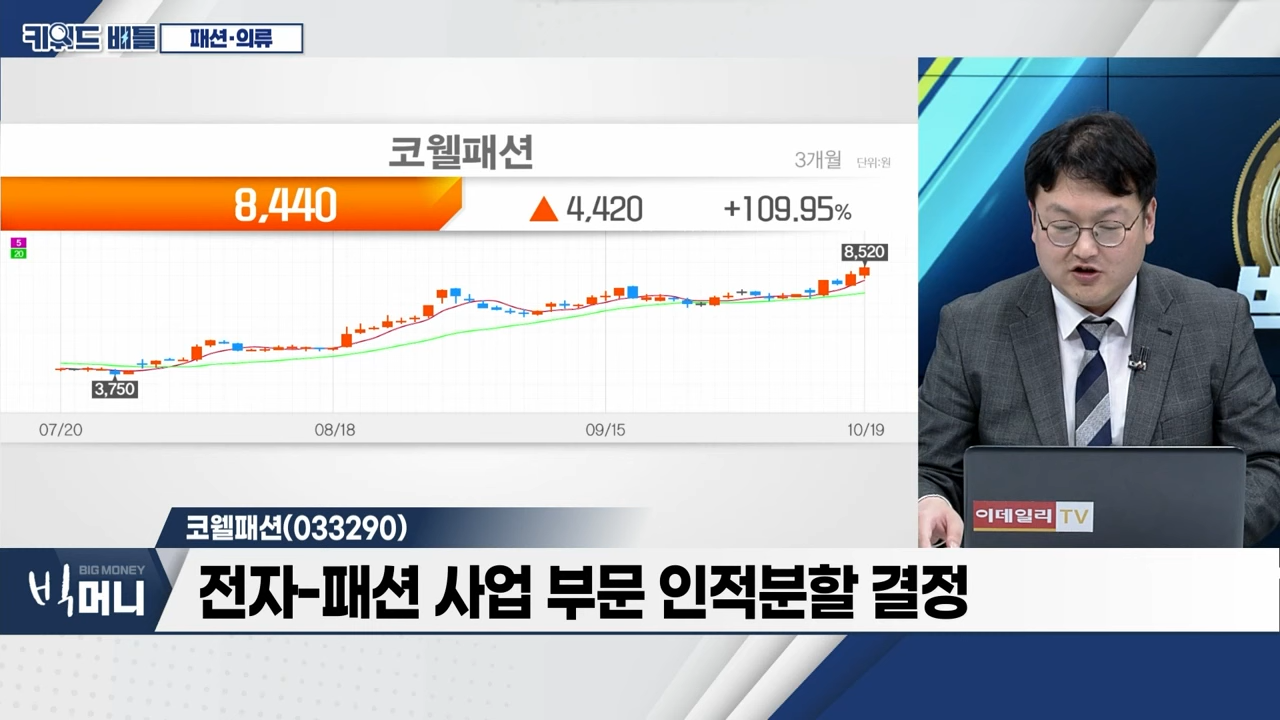 키워드 배틀
패션·의류
코웰패션
3개월 단위:원
8,440
▲ 4,420
+109.95%
5
20
8,520
3,750
07/20
08/18
09/15
10/19
이데일리 TV
코웰패션(033290)
BIG MONEY
빅머니
전자-패션 사업 부문 인적분할 결정